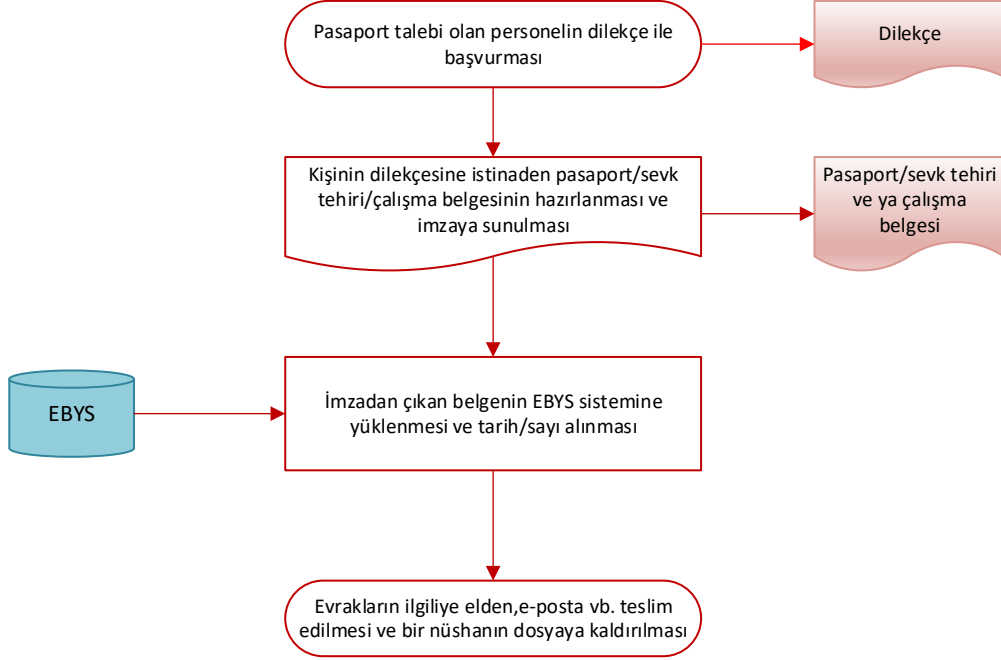 Pasaport talebi olan personelin dilekçe ile
başvurması
Dilekçe
Kişinin dilekçesine istinaden pasaport/sevk
tehiri/çalışma belgesinin hazırlanması ve
imzaya sunulması
Pasaport/sevk tehiri
ve ya çalışma
belgesi
EBYS
İmzadan çıkan belgenin EBYS sistemine
yüklenmesi ve tarih/sayı alınması
Evrakların ilgiliye elden,e-posta vb. teslim
edilmesi ve bir nüshanın dosyaya kaldırılması